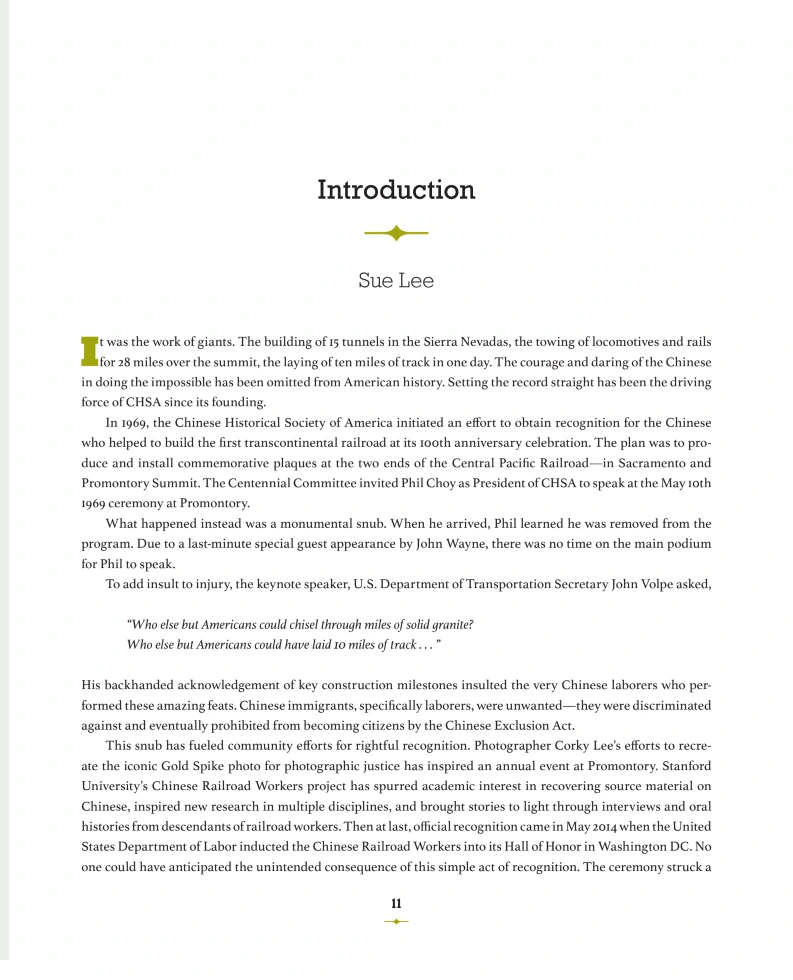 Introduction
Sue Lee
It was the work of giants. The building of 15 tunnels in the Sierra Nevadas, the towing of locomotives and rails
for 28 miles over the summit, the laying of ten miles of track in one day. The courage and daring of the Chinese
in doing the impossible has been omitted from American history. Setting the record straight has been the driving
force of CHSA since its founding.
In 1969, the Chinese Historical Society of America initiated an effort to obtain recognition for the Chinese
who helped to build the first transcontinental railroad at its 100th anniversary celebration. The plan was to pro-
duce and install commemorative plaques at the two ends of the Central Pacific Railroad—in Sacramento and
Promontory Summit. The Centennial Committee invited Phil Choy as President of CHSA to speak at the May 10th
1969 ceremony at Promontory.
What happened instead was a monumental snub. When he arrived, Phil learned he was removed from the
program. Due to a last-minute special guest appearance by John Wayne, there was no time on the main podium
for Phil to speak.
To add insult to injury, the keynote speaker, U.S. Department of Transportation Secretary John Volpe asked,
“Who else but Americans could chisel through miles of solid granite?
Who else but Americans could have laid 10 miles of track . . . ”
His backhanded acknowledgement of key construction milestones insulted the very Chinese laborers who per-
formed these amazing feats. Chinese immigrants, specifically laborers, were unwanted—they were discriminated
against and eventually prohibited from becoming citizens by the Chinese Exclusion Act.
This snub has fueled community efforts for rightful recognition. Photographer Corky Lee’s efforts to recre-
ate the iconic Gold Spike photo for photographic justice has inspired an annual event at Promontory. Stanford
University’s Chinese Railroad Workers project has spurred academic interest in recovering source material on
Chinese, inspired new research in multiple disciplines, and brought stories to light through interviews and oral
histories from descendants of railroad workers. Then at last, official recognition came in May 2014 when the United
States Department of Labor inducted the Chinese Railroad Workers into its Hall of Honor in Washington DC. No
one could have anticipated the unintended consequence of this simple act of recognition. The ceremony struck a
11